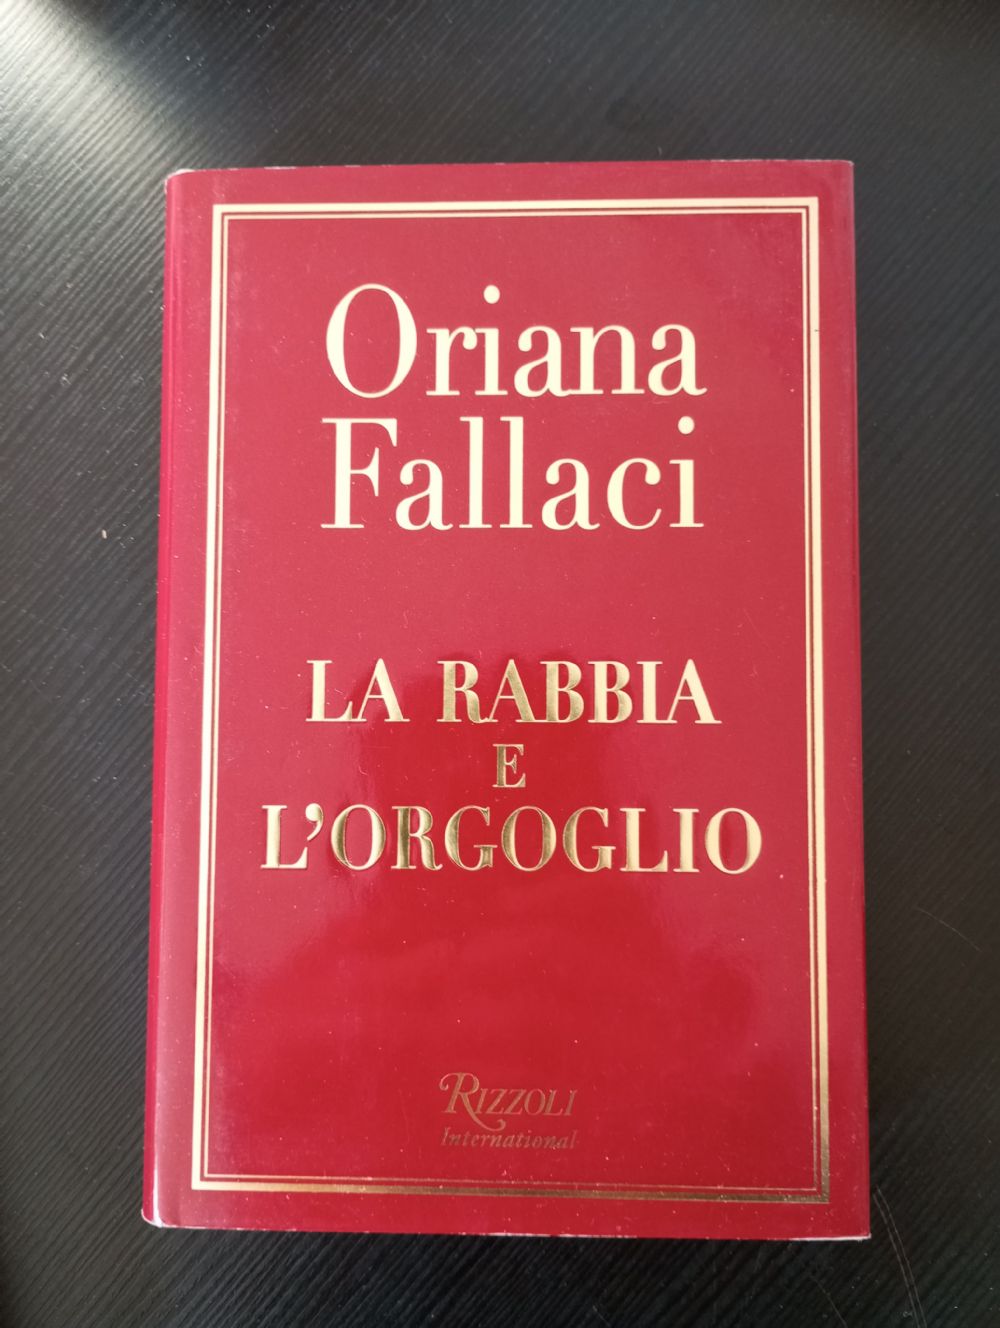 Oriana
Fallaci
LA RABBIA
E
L'ORGOGLIO
RIZZOLI
International